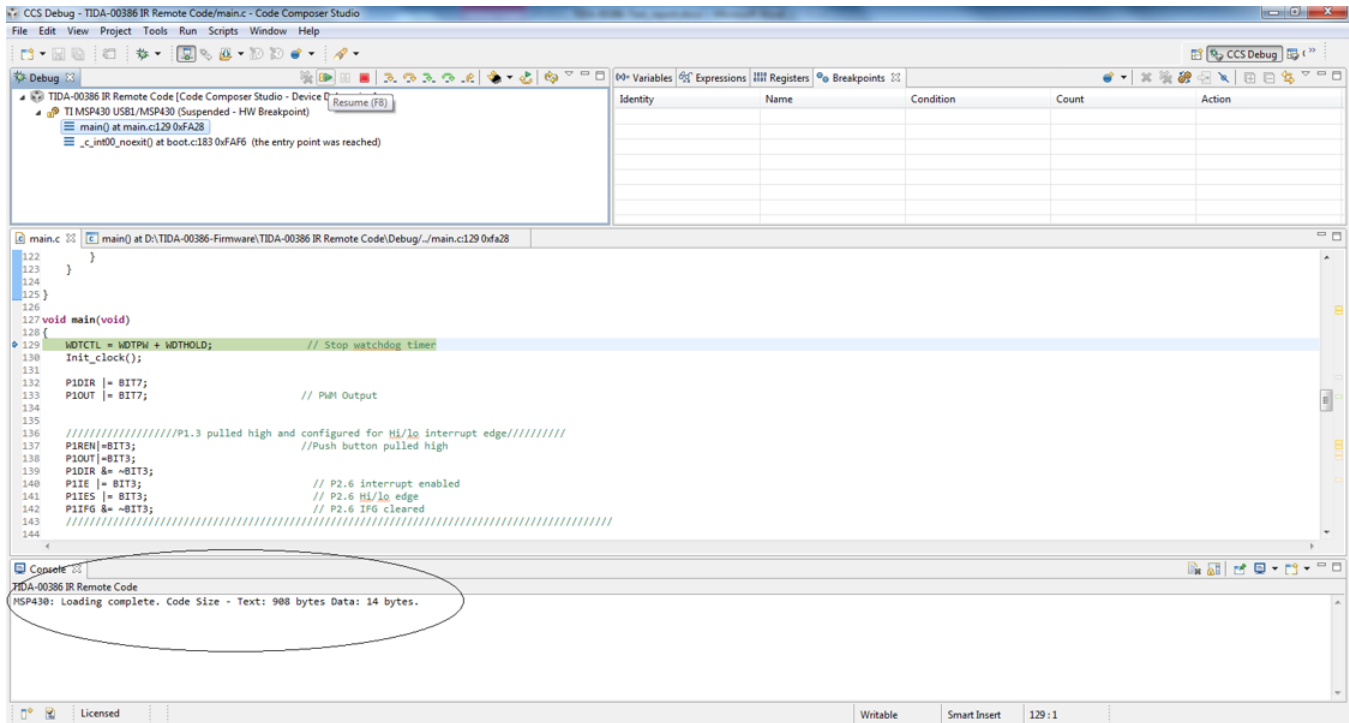 CCS Debug - TIDA-00386 IR Remote Code/main.c - Code Composer Studio
File Edit View Project Tools Run Scripts Window Help
CCS Debug
Debug
Variables Expressions Registers Breakpoints
TIDA-00386 IR Remote Code [Code Composer Studio - Device
Resume (F8)
TI MSP430 USB1/MSP430 (Suspended - HW Breakpoint)
main() at main.c:129 0xFA28
_c_int00_noexit() at boot.c:183 0xFAF6 (the entry point was reached)
Identity Name Condition Count Action
main.c main() at D:\TIDA-00386-Firmware\TIDA-00386 IR Remote Code\Debug/../main.c:129 0xfa28
122 }
123 }
124
125 }
126
127 void main(void)
128 {
129 WDTCTL = WDTPW + WDTHOLD; // Stop watchdog timer
130 Init_clock();
131
132 P1DIR |= BIT7;
133 P1OUT |= BIT7; // PWM Output
134
135
136 ///////////////////P1.3 pulled high and configured for Hi/lo interrupt edge//////////
137 P1REN|=BIT3; //Push button pulled high
138 P1OUT|=BIT3;
139 P1DIR &= ~BIT3;
140 P1IE |= BIT3; // P2.6 interrupt enabled
141 P1IES |= BIT3; // P2.6 Hi/lo edge
142 P1IFG &= ~BIT3; // P2.6 IFG cleared
143 /////////////////////////////////////////////////////////////////////////////////////////////
144
Console
TIDA-00386 IR Remote Code
MSP430: Loading complete. Code Size - Text: 908 bytes Data: 14 bytes.
Licensed Writable Smart Insert 129 : 1